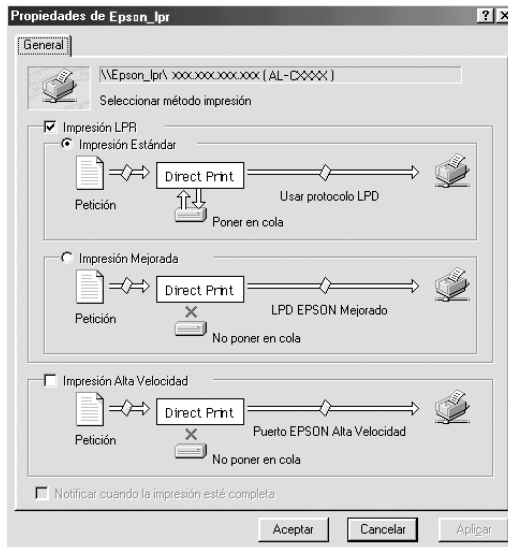 Propiedades de Epson_lpr
General
\\Epson_lpr\ xxx.xxx.xxx.xxx ( AL-CXXXX )
Seleccionar método impresión
Impresión LPR
Impresión Estándar
Direct Print
Petición
Usar protocolo LPD
Poner en cola
Impresión Mejorada
Direct Print
Petición
LPD EPSON Mejorado
No poner en cola
Impresión Alta Velocidad
Direct Print
Petición
Puerto EPSON Alta Velocidad
No poner en cola
Notificar cuando la impresión esté completa
Aceptar
Cancelar
Aplicar